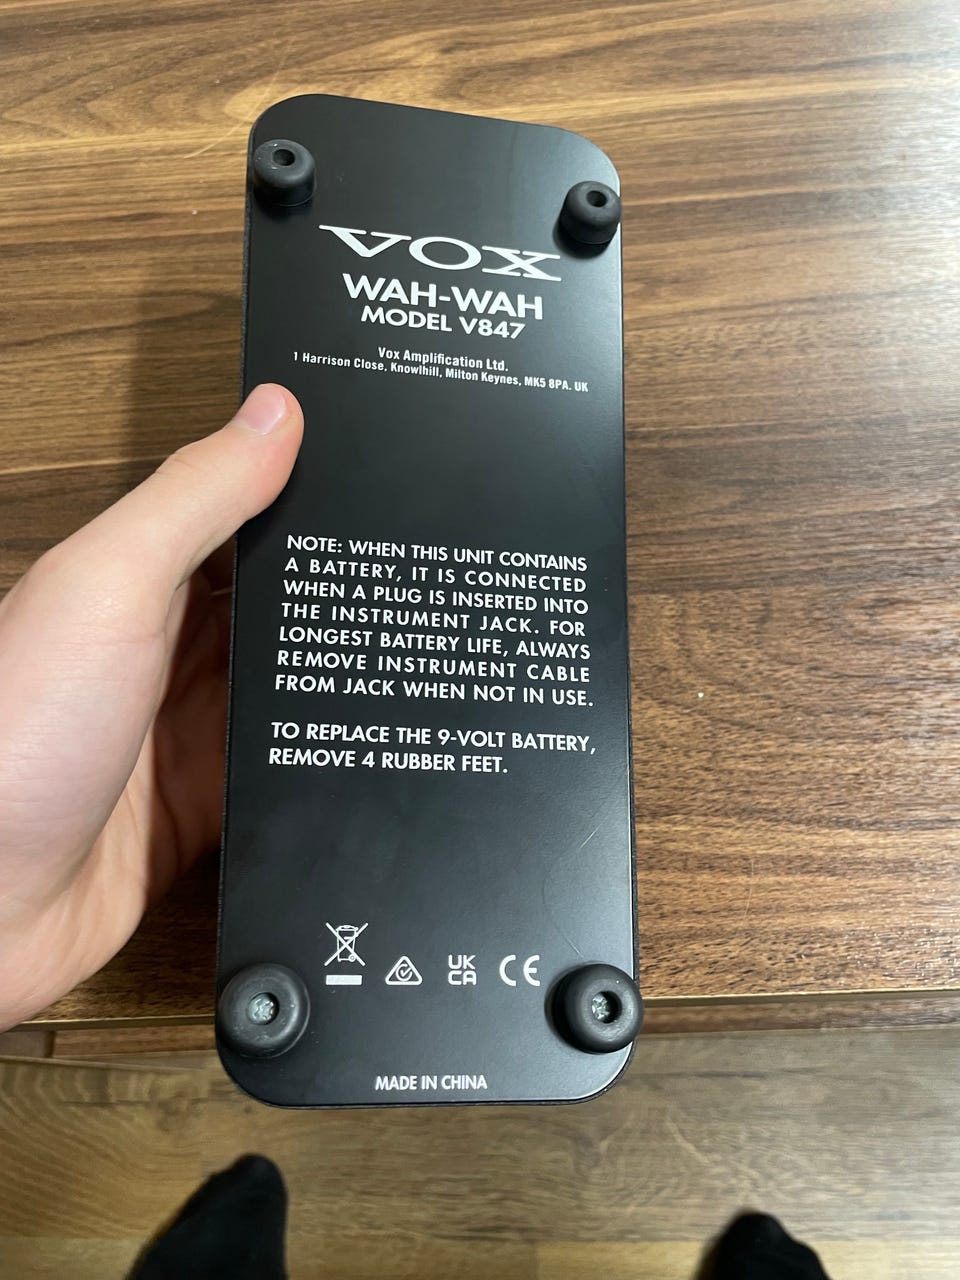 VOX
WAH-WAH
MODEL V847
Vox Amplification Ltd.
1 Harrison Close, Knowlhill, Milton Keynes, MK5 8PA. UK
NOTE: WHEN THIS UNIT CONTAINS
A BATTERY, IT IS CONNECTED
WHEN A PLUG IS INSERTED INTO
THE INSTRUMENT JACK. FOR
LONGEST BATTERY LIFE, ALWAYS
REMOVE INSTRUMENT CABLE
FROM JACK WHEN NOT IN USE.
TO REPLACE THE 9-VOLT BATTERY,
REMOVE 4 RUBBER FEET.
UK
CA
CE
MADE IN CHINA